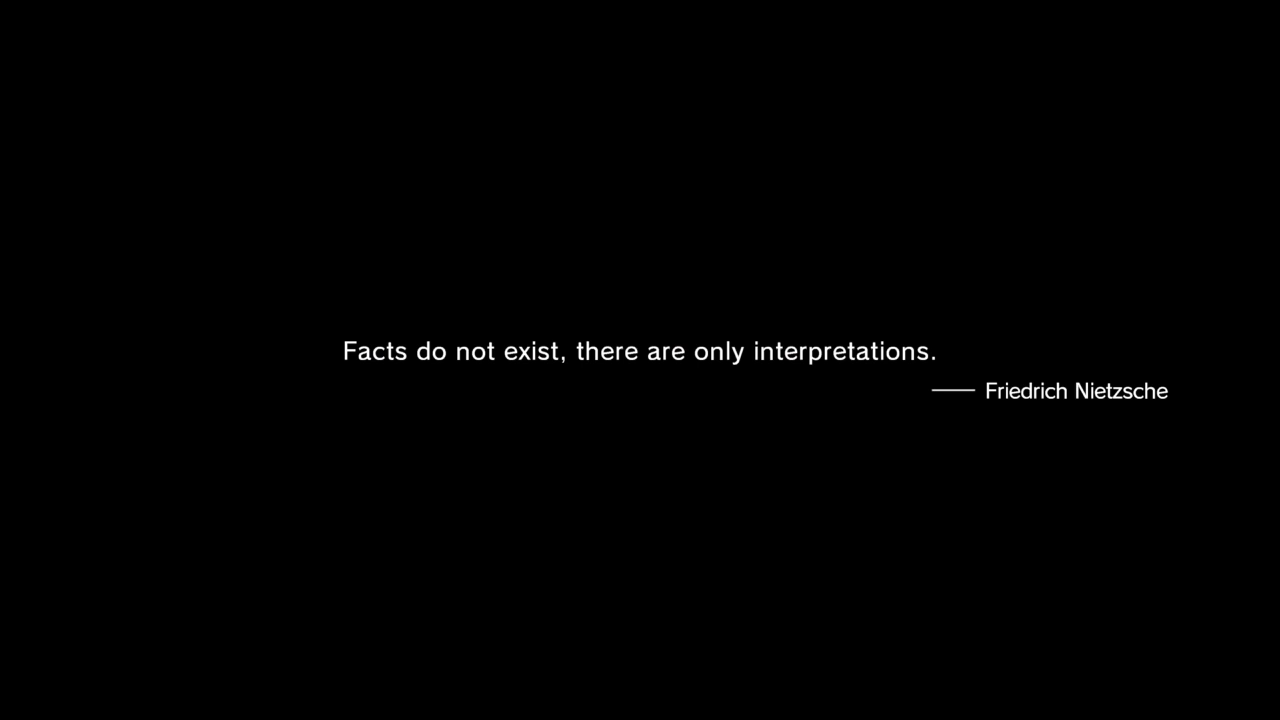 Facts do not exist, there are only interpretations.
—— Friedrich Nietzsche